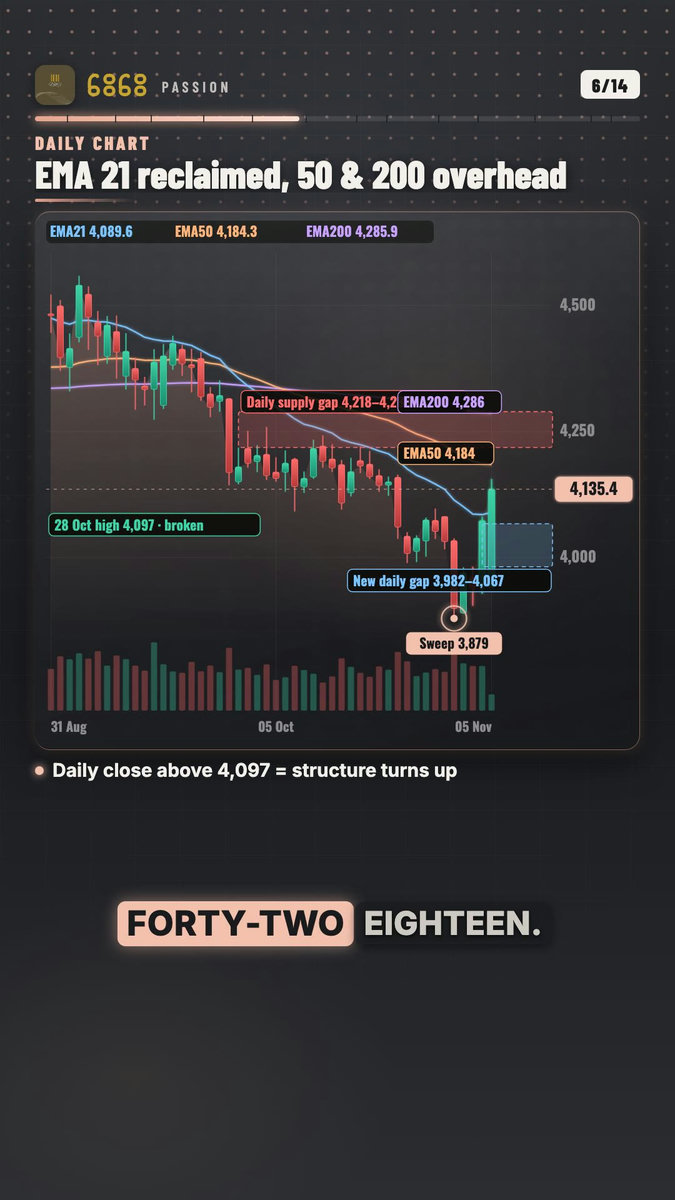 6868 PASSION
6/14
DAILY CHART
EMA 21 reclaimed, 50 & 200 overhead
EMA21 4,089.6 EMA50 4,184.3 EMA200 4,285.9
4,500
Daily supply gap 4,218–4,2
EMA200 4,286
4,250
EMA50 4,184
4,135.4
28 Oct high 4,097 · broken
4,000
New daily gap 3,982–4,067
Sweep 3,879
31 Aug 05 Oct 05 Nov
Daily close above 4,097 = structure turns up
FORTY-TWO EIGHTEEN.